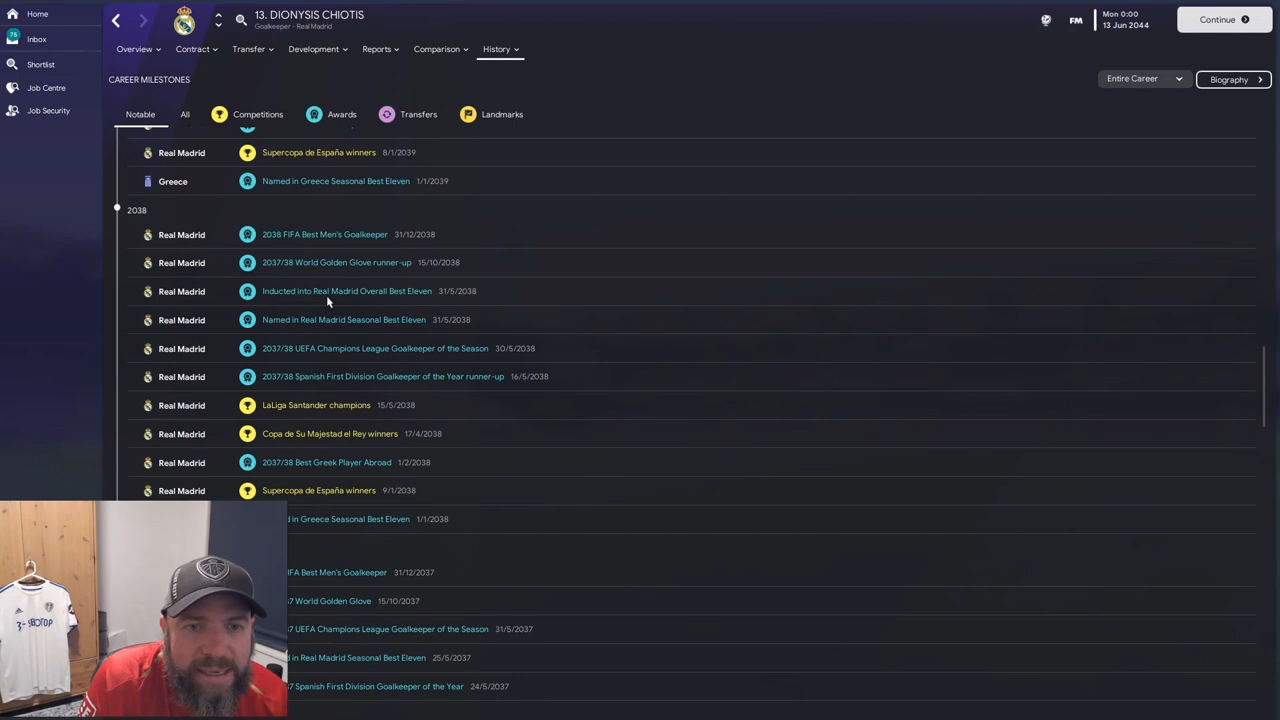 Home
75
Inbox
Shortlist
Job Centre
Job Security
13. DIONYSIS CHIOTIS
Goalkeeper - Real Madrid
FM
Mon 0:00
13 Jun 2044
Continue
Overview
Contract
Transfer
Development
Reports
Comparison
History
CAREER MILESTONES
Entire Career
Biography
Notable
All
Competitions
Awards
Transfers
Landmarks
Real Madrid Supercopa de España winners 8/1/2039
Greece Named in Greece Seasonal Best Eleven 1/1/2039
2038
Real Madrid 2038 FIFA Best Men's Goalkeeper 31/12/2038
Real Madrid 2037/38 World Golden Glove runner-up 15/10/2038
Real Madrid Inducted into Real Madrid Overall Best Eleven 31/5/2038
Real Madrid Named in Real Madrid Seasonal Best Eleven 31/5/2038
Real Madrid 2037/38 UEFA Champions League Goalkeeper of the Season 30/5/2038
Real Madrid 2037/38 Spanish First Division Goalkeeper of the Year runner-up 16/5/2038
Real Madrid LaLiga Santander champions 15/5/2038
Real Madrid Copa de Su Majestad el Rey winners 17/4/2038
Real Madrid 2037/38 Best Greek Player Abroad 1/2/2038
Real Madrid Supercopa de España winners 9/1/2038
in Greece Seasonal Best Eleven 1/1/2038
Best Men's Goalkeeper 31/12/2037
World Golden Glove 15/10/2037
UEFA Champions League Goalkeeper of the Season 31/5/2037
in Real Madrid Seasonal Best Eleven 25/5/2037
Spanish First Division Goalkeeper of the Year 24/5/2037